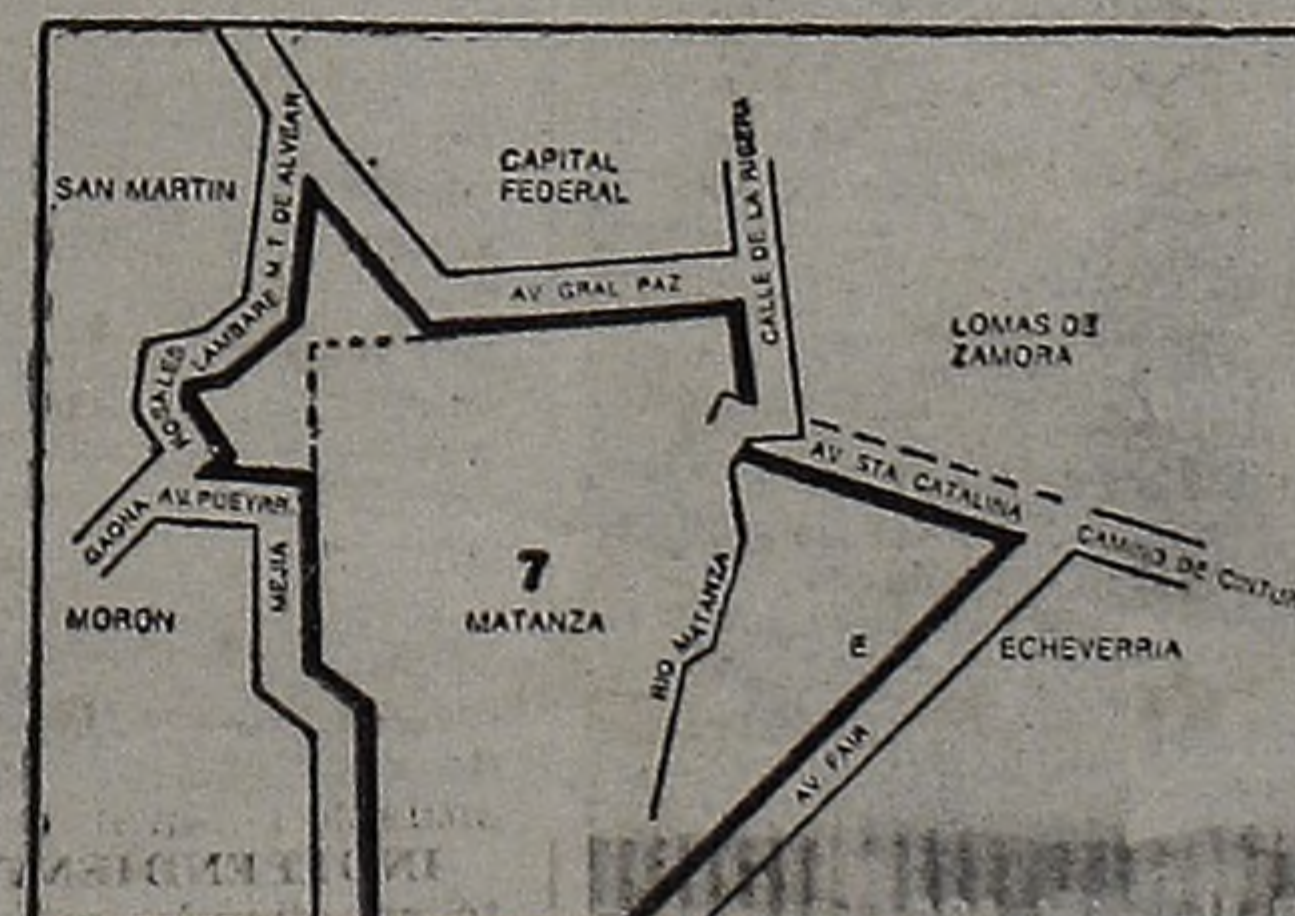 SAN MARTIN
M. T DE ALVEAR
CAPITAL
FEDERAL
CALLE DE LA RIBERA
AV GRAL PAZ
LAMBARE
ROSALES
LOMAS DE
ZAMORA
AV STA. CATALINA
GAONA
AV. PUEYRR.
CAMINO DE CINTUR
MEJIA
7
MATANZA
MORON
RIO MATANZA
E
ECHEVERRIA
AV FAIR